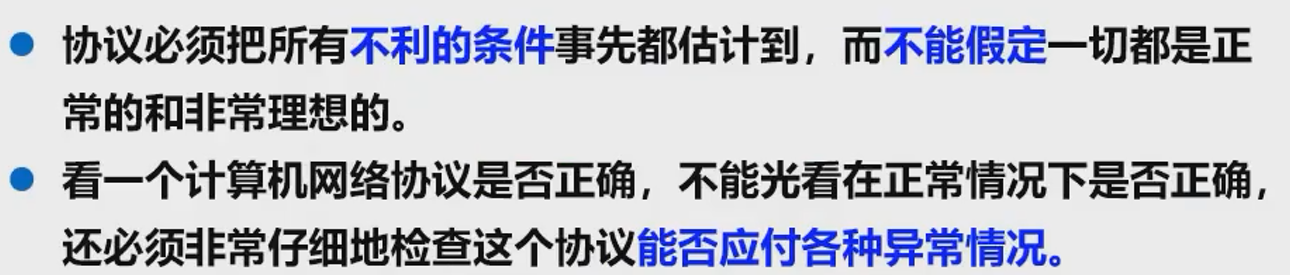 ● 协议必须把所有不利的条件事先都估计到，而不能假定一切都是正
常的和非常理想的。
● 看一个计算机网络协议是否正确，不能光看在正常情况下是否正确，
还必须非常仔细地检查这个协议能否应付各种异常情况。